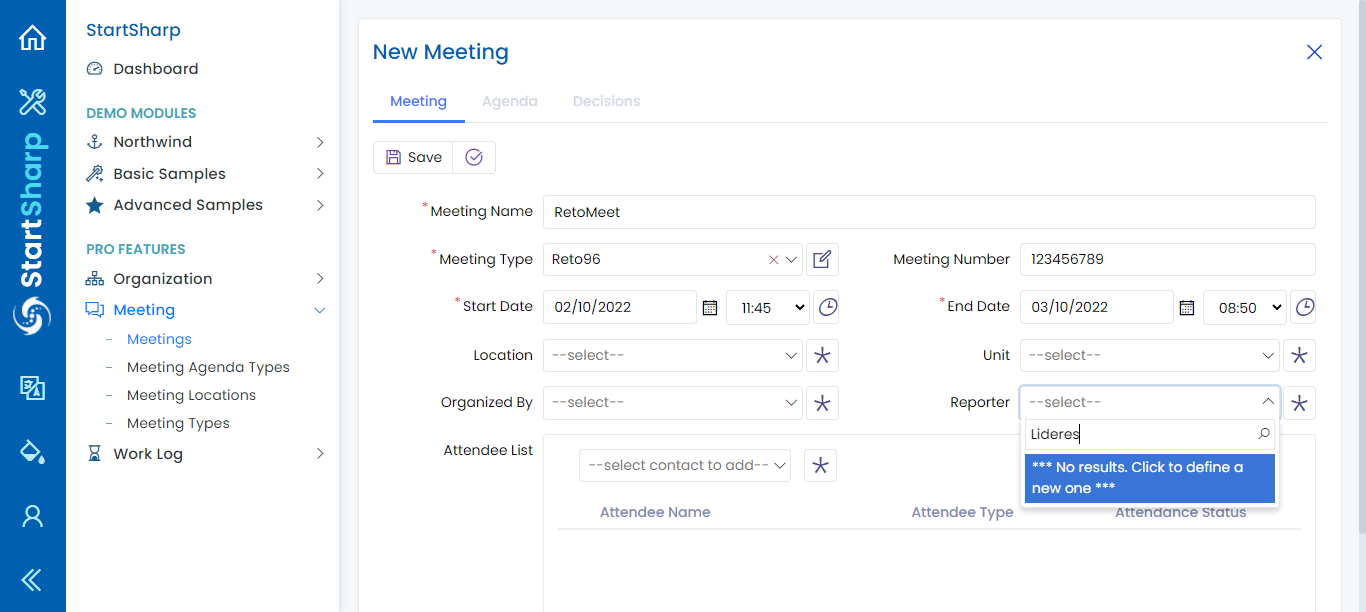 StartSharp
StartSharp
Dashboard
DEMO MODULES
Northwind
Basic Samples
Advanced Samples
PRO FEATURES
Organization
Meeting
– Meetings
– Meeting Agenda Types
– Meeting Locations
– Meeting Types
Work Log
New Meeting
Meeting Agenda Decisions
Save
* Meeting Name RetoMeet
* Meeting Type Reto96 Meeting Number 123456789
* Start Date 02/10/2022 11:45 * End Date 03/10/2022 08:50
Location --select-- Unit --select--
Organized By --select-- Reporter --select--
Lideres
*** No results. Click to define a
new one ***
Attendee List
--select contact to add--
Attendee Name Attendee Type Attendance Status